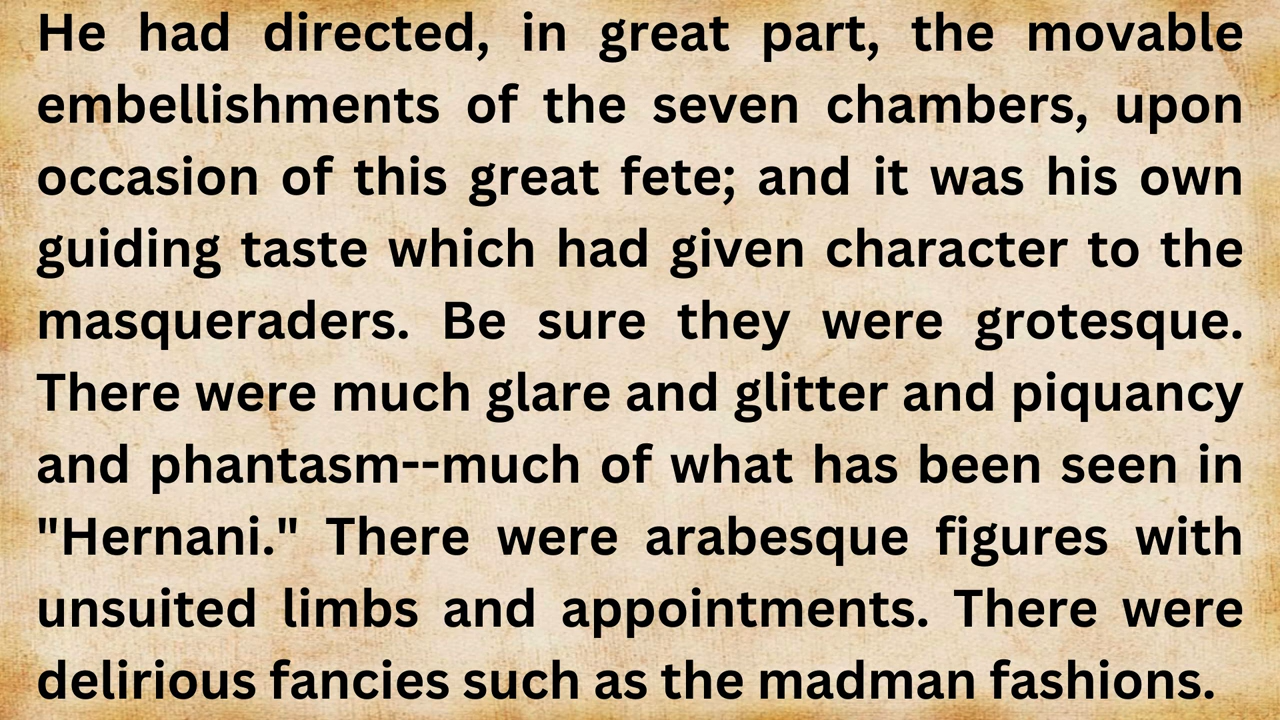 He had directed, in great part, the movable
embellishments of the seven chambers, upon
occasion of this great fete; and it was his own
guiding taste which had given character to the
masqueraders. Be sure they were grotesque.
There were much glare and glitter and piquancy
and phantasm--much of what has been seen in
"Hernani." There were arabesque figures with
unsuited limbs and appointments. There were
delirious fancies such as the madman fashions.